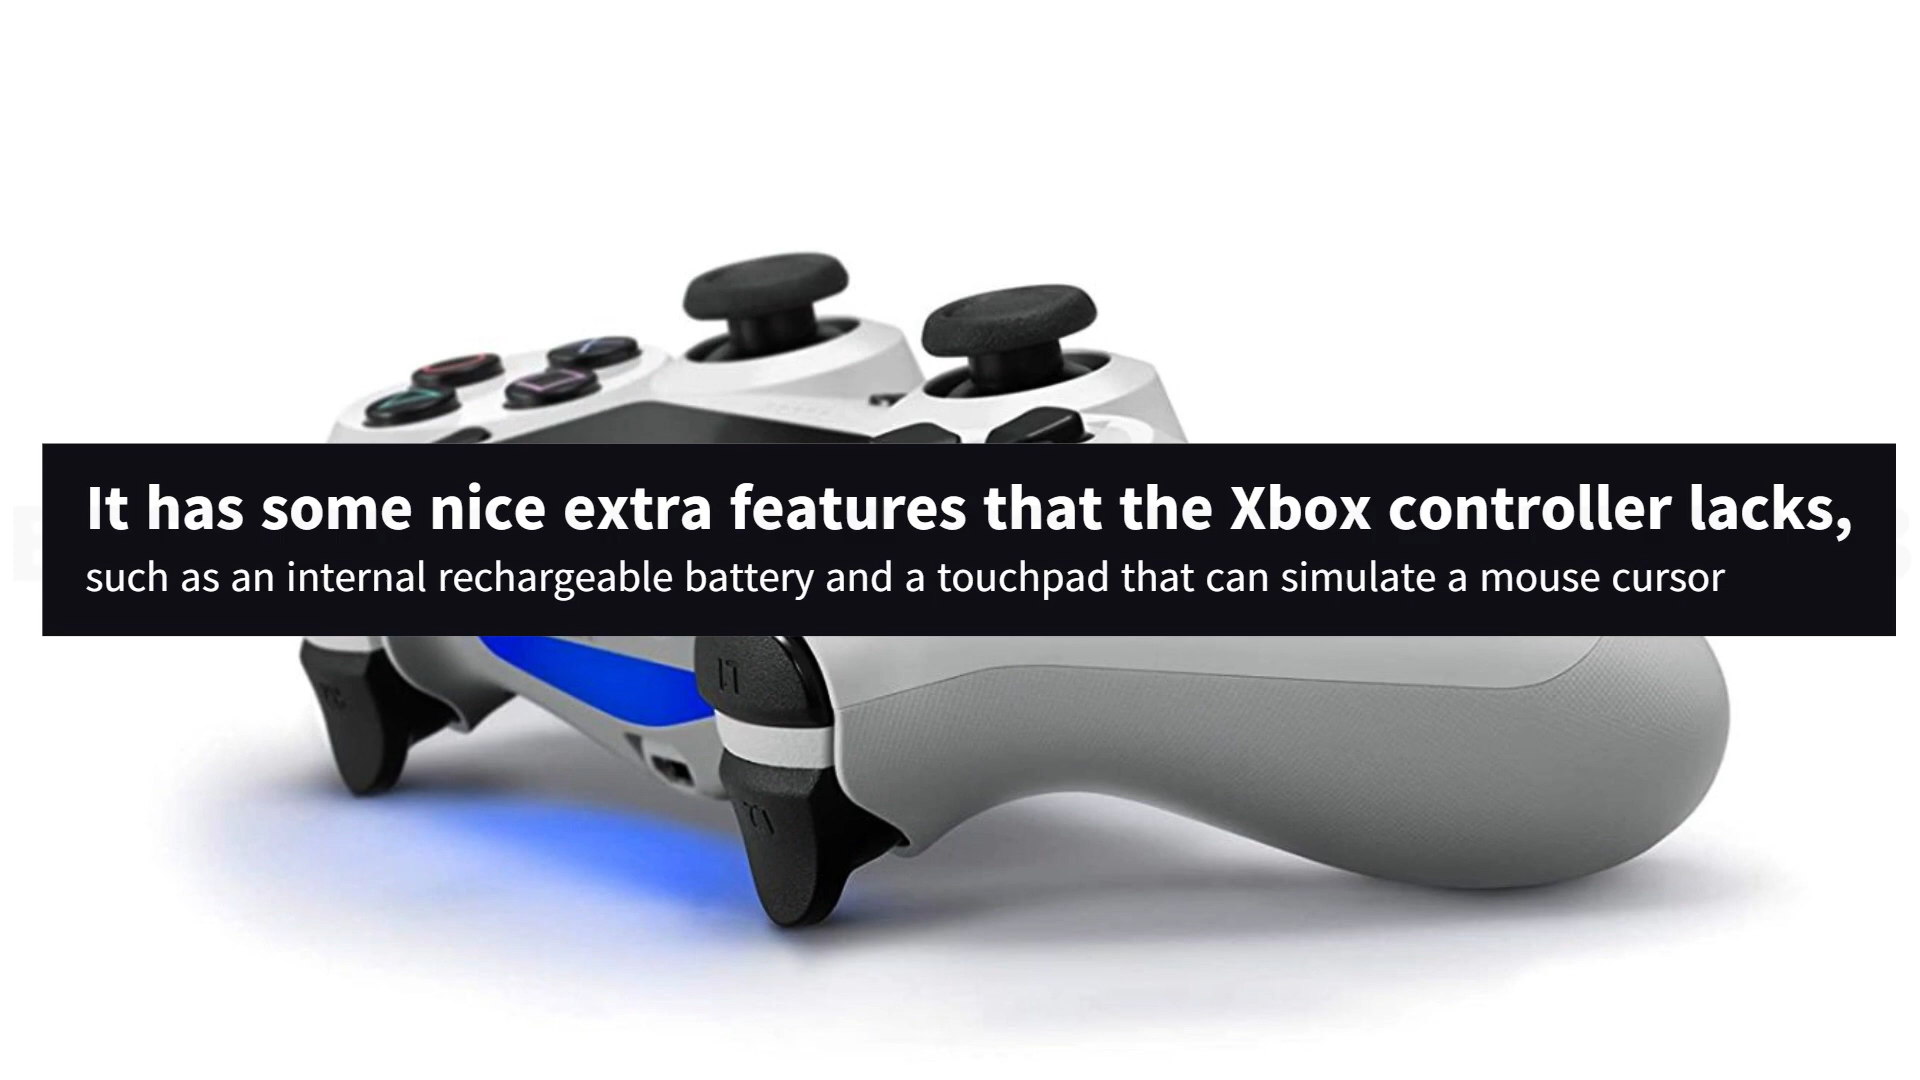 It has some nice extra features that the Xbox controller lacks,
such as an internal rechargeable battery and a touchpad that can simulate a mouse cursor
L1